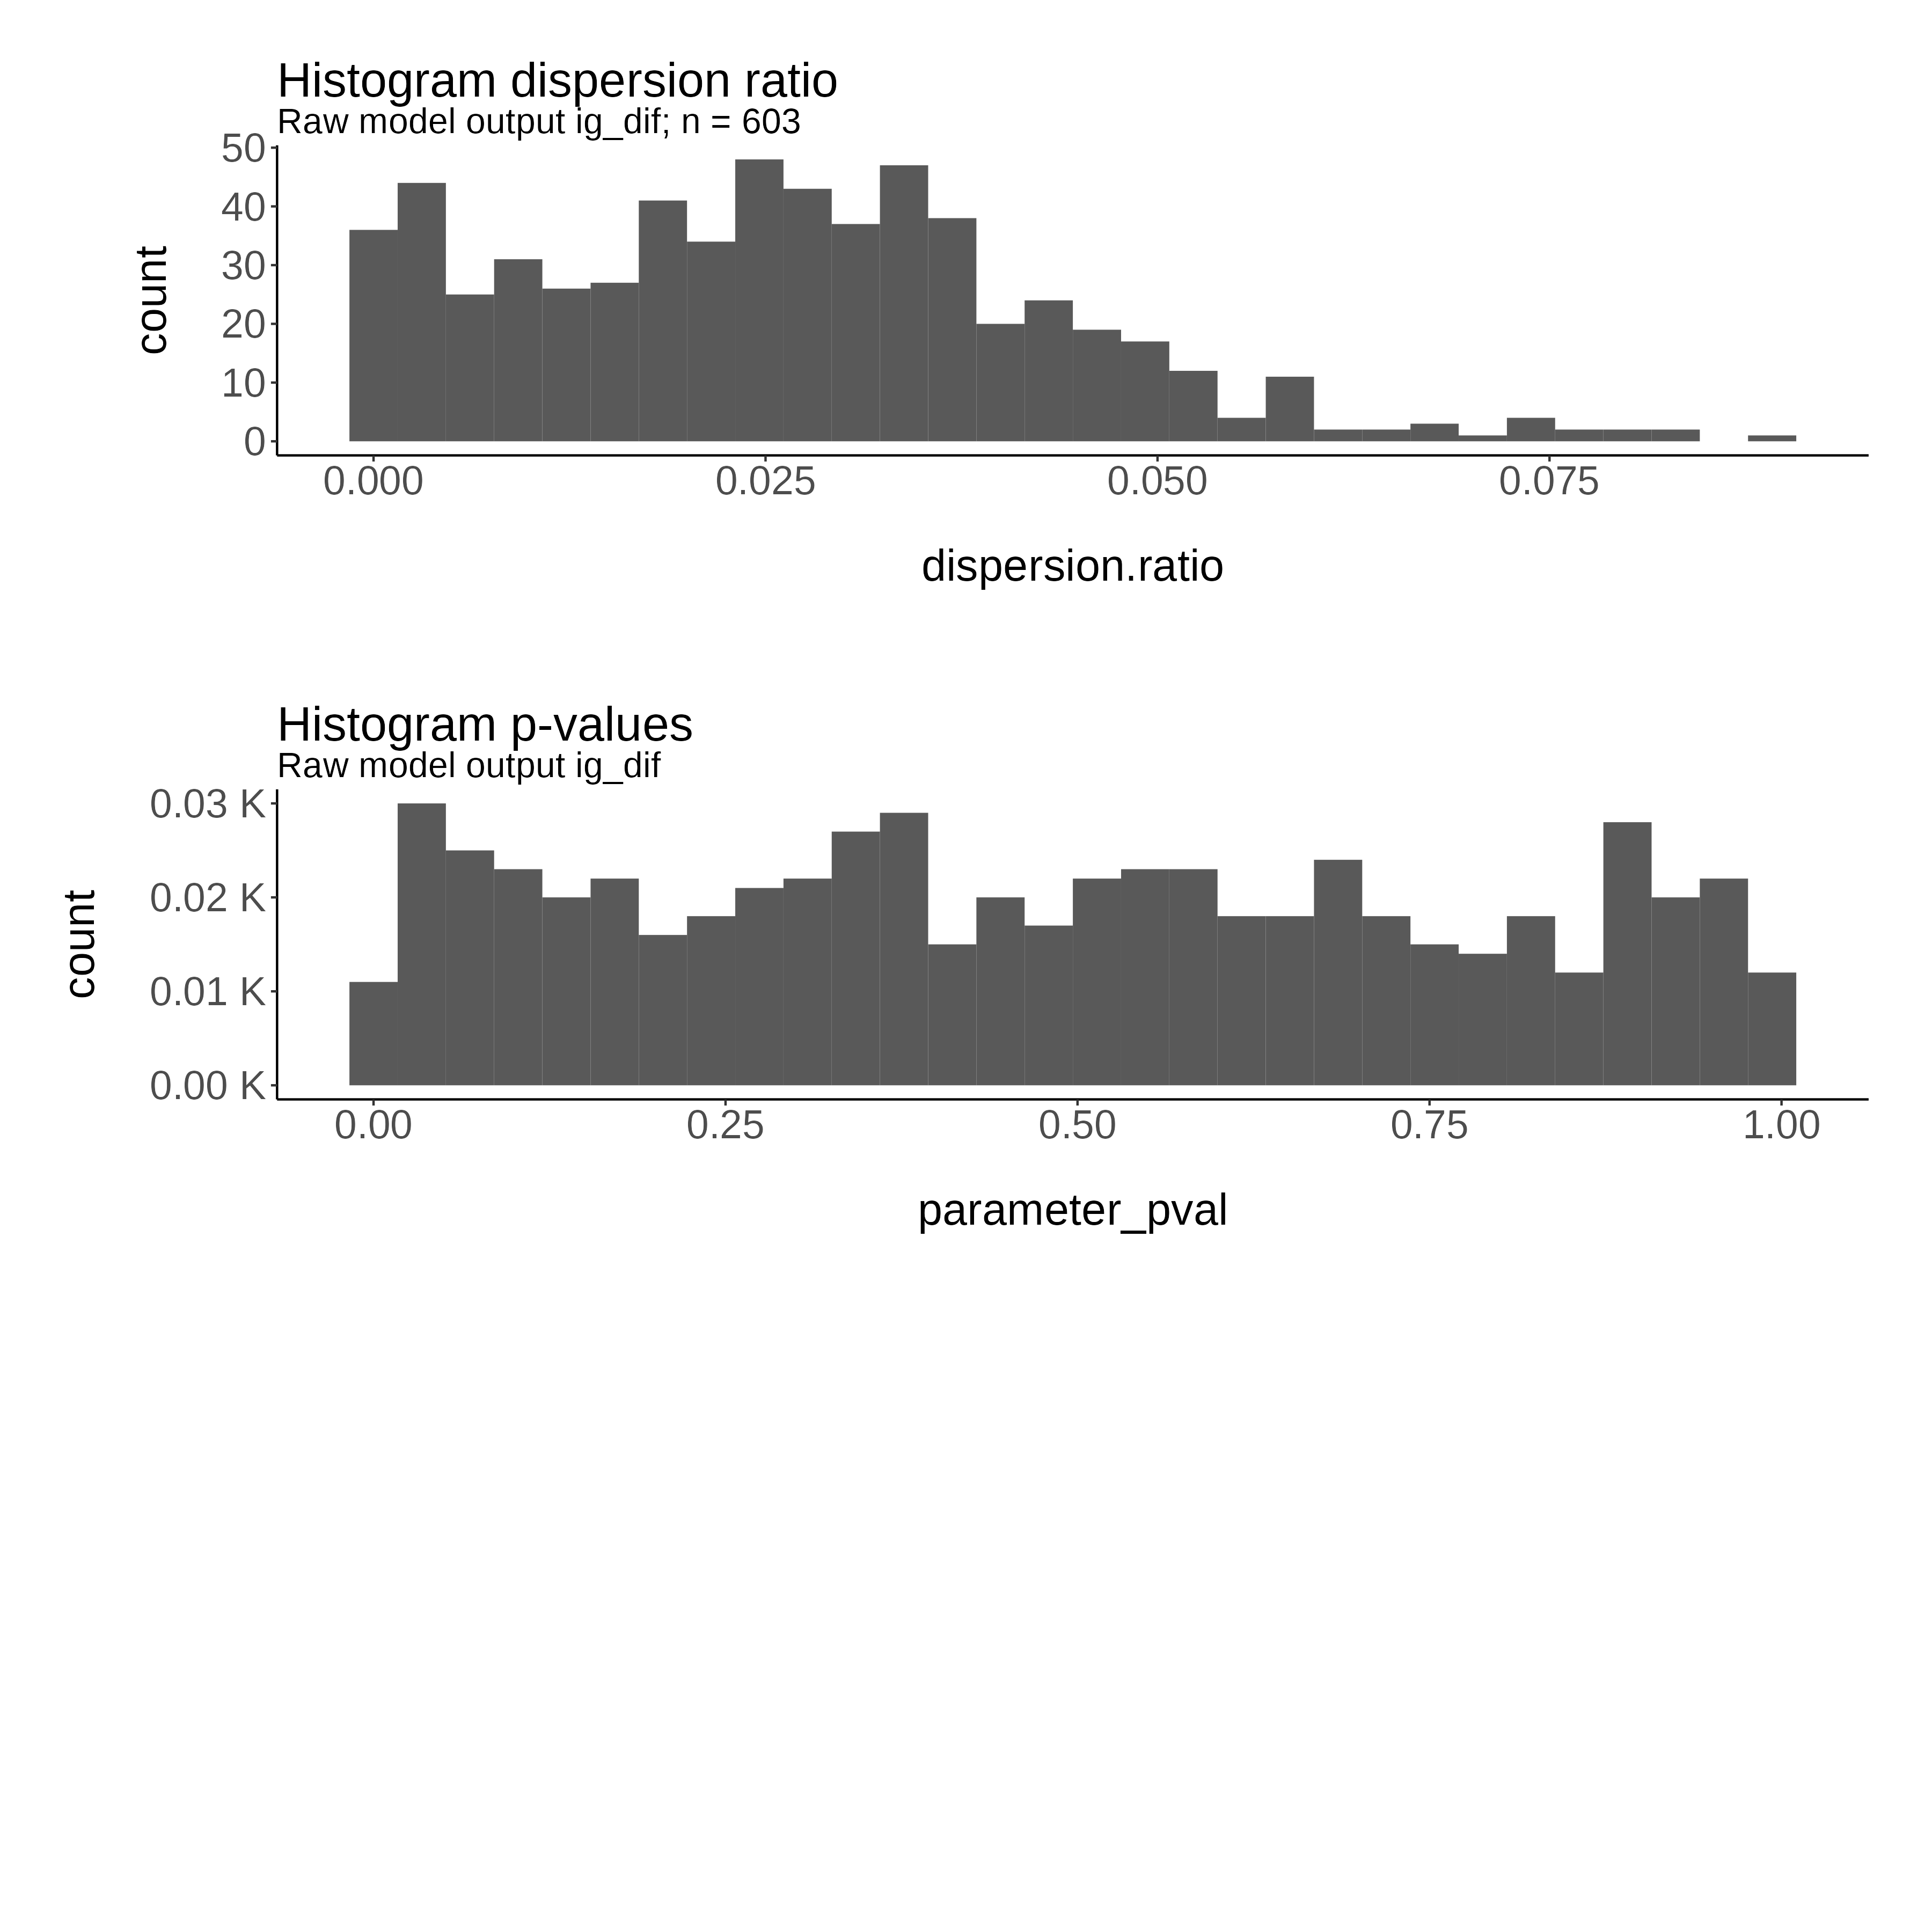 Histogram dispersion ratio
Raw model output ig_dif; n = 603
50
40
30
20
10
0
count
0.000 0.025 0.050 0.075
dispersion.ratio
Histogram p-values
Raw model output ig_dif
0.03 K
0.02 K
0.01 K
0.00 K
count
0.00 0.25 0.50 0.75 1.00
parameter_pval